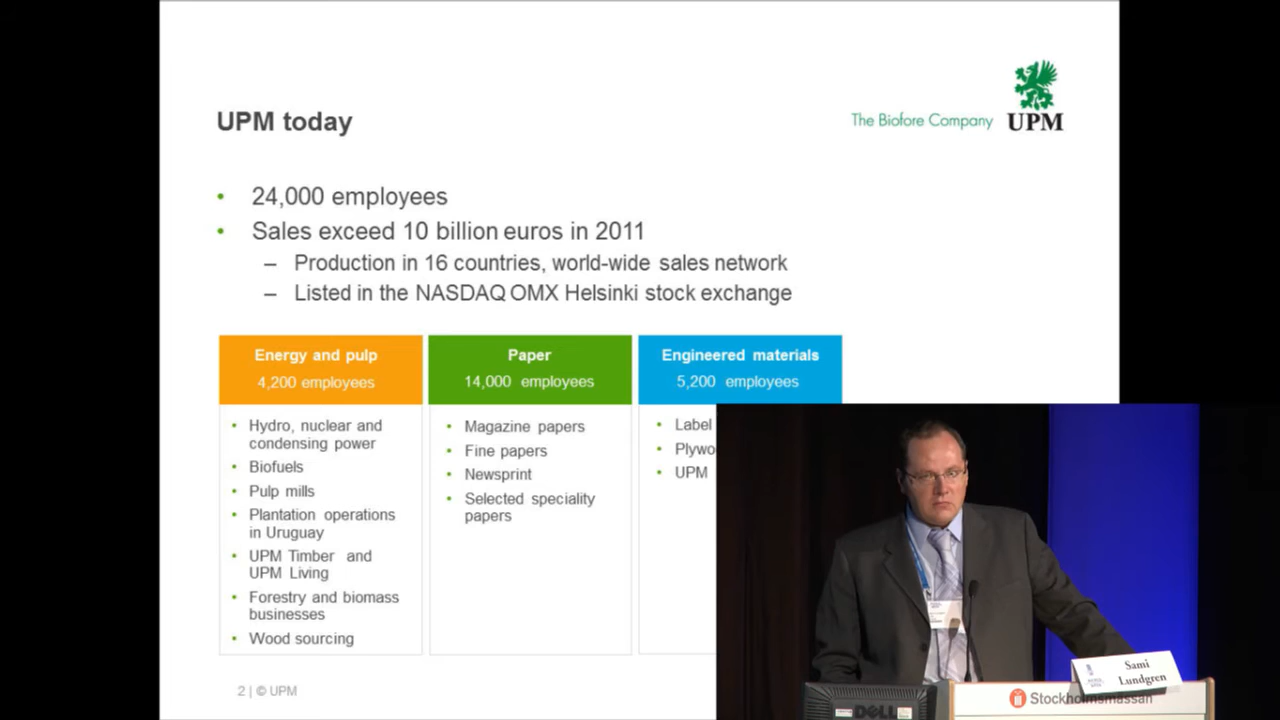 UPM today
The Biofore Company
UPM
• 24,000 employees
• Sales exceed 10 billion euros in 2011
– Production in 16 countries, world-wide sales network
– Listed in the NASDAQ OMX Helsinki stock exchange
Energy and pulp
4,200 employees
• Hydro, nuclear and
condensing power
• Biofuels
• Pulp mills
• Plantation operations
in Uruguay
• UPM Timber and
UPM Living
• Forestry and biomass
businesses
• Wood sourcing
Paper
14,000 employees
• Magazine papers
• Fine papers
• Newsprint
• Selected speciality
papers
Engineered materials
5,200 employees
• Label
• Plywo
• UPM
2 | © UPM
Sami
Lundgren
DELL
Stockholmsmässan